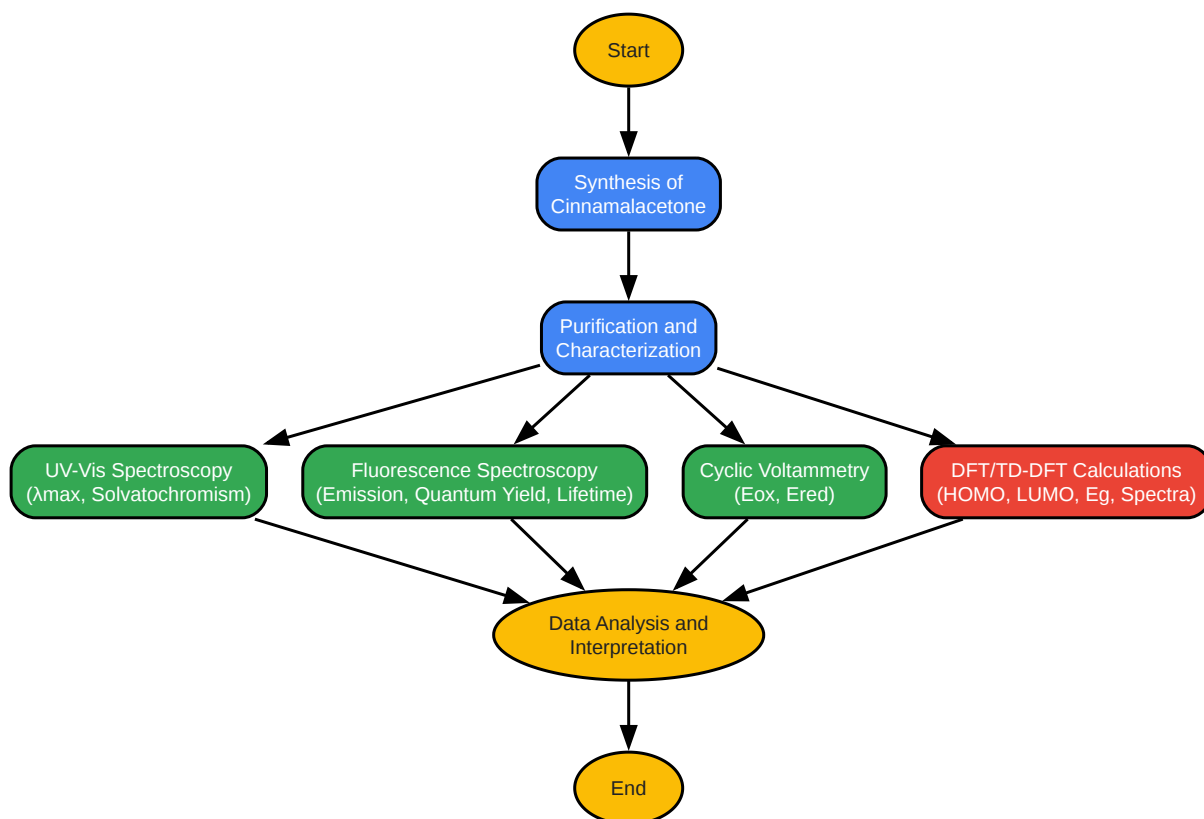 Start
Synthesis of
Cinnamalacetone
Purification and
Characterization
UV-Vis Spectroscopy
(λmax, Solvatochromism)
Fluorescence Spectroscopy
(Emission, Quantum Yield, Lifetime)
Cyclic Voltammetry
(Eox, Ered)
DFT/TD-DFT Calculations
(HOMO, LUMO, Eg, Spectra)
Data Analysis and
Interpretation
End